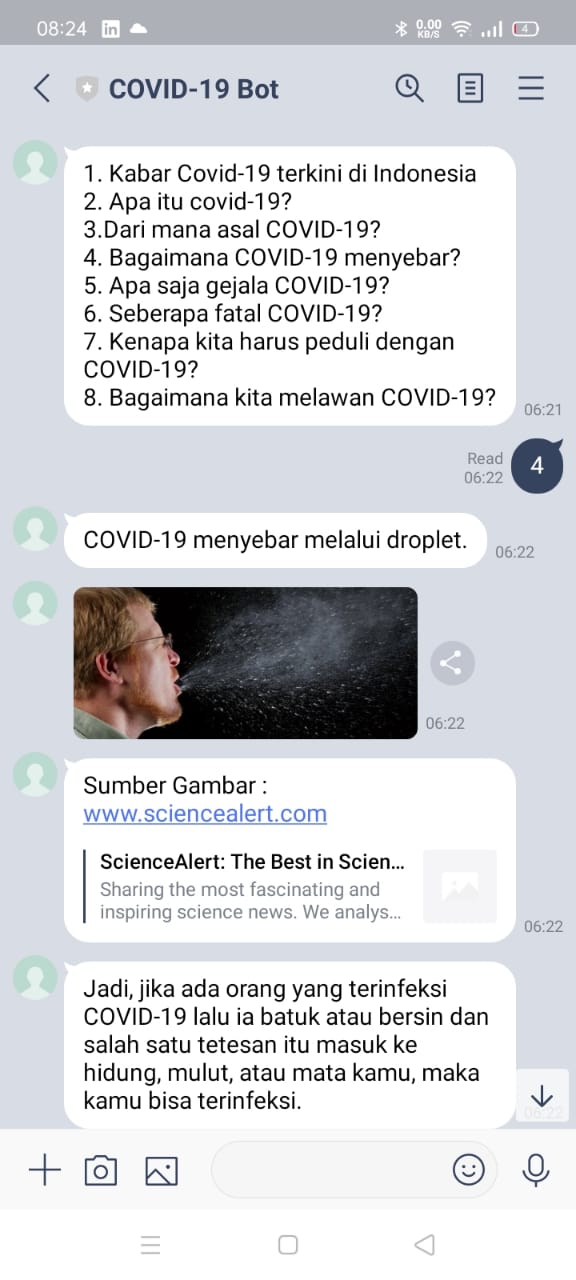 08:24
in
0.00
KB/S
4
COVID-19 Bot
1. Kabar Covid-19 terkini di Indonesia
2. Apa itu covid-19?
3.Dari mana asal COVID-19?
4. Bagaimana COVID-19 menyebar?
5. Apa saja gejala COVID-19?
6. Seberapa fatal COVID-19?
7. Kenapa kita harus peduli dengan
COVID-19?
8. Bagaimana kita melawan COVID-19?
06:21
Read
06:22
4
COVID-19 menyebar melalui droplet.
06:22
06:22
Sumber Gambar :
www.sciencealert.com
ScienceAlert: The Best in Scien...
Sharing the most fascinating and
inspiring science news. We analys...
06:22
Jadi, jika ada orang yang terinfeksi
COVID-19 lalu ia batuk atau bersin dan
salah satu tetesan itu masuk ke
hidung, mulut, atau mata kamu, maka
kamu bisa terinfeksi.
06:22